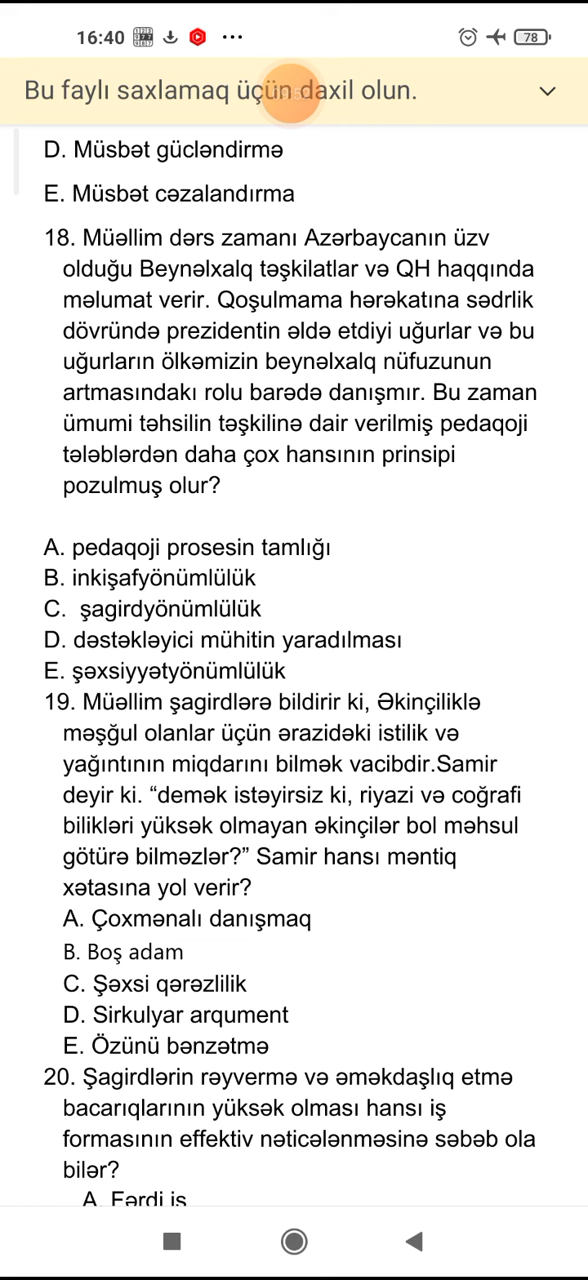 16:40
78
Bu faylı saxlamaq üçün daxil olun.
D. Müsbət gücləndirmə
E. Müsbət cəzalandırma
18. Müəllim dərs zamanı Azərbaycanın üzv
olduğu Beynəlxalq təşkilatlar və QH haqqında
məlumat verir. Qoşulmama hərəkatına sədrlik
dövründə prezidentin əldə etdiyi uğurlar və bu
uğurların ölkəmizin beynəlxalq nüfuzunun
artmasındakı rolu barədə danışmır. Bu zaman
ümumi təhsilin təşkilinə dair verilmiş pedaqoji
tələblərdən daha çox hansının prinsipi
pozulmuş olur?
A. pedaqoji prosesin tamlığı
B. inkişafyönümlülük
C. şagirdyönümlülük
D. dəstəkləyici mühitin yaradılması
E. şəxsiyyətyönümlülük
19. Müəllim şagirdlərə bildirir ki, Əkinçiliklə
məşğul olanlar üçün ərazidəki istilik və
yağıntının miqdarını bilmək vacibdir.Samir
deyir ki. “demək istəyirsiz ki, riyazi və coğrafi
bilikləri yüksək olmayan əkinçilər bol məhsul
götürə bilməzlər?” Samir hansı məntiq
xətasına yol verir?
A. Çoxmənalı danışmaq
B. Boş adam
C. Şəxsi qərəzlilik
D. Sirkulyar arqument
E. Özünü bənzətmə
20. Şagirdlərin rəyvermə və əməkdaşlıq etmə
bacarıqlarının yüksək olması hansı iş
formasının effektiv nəticələnməsinə səbəb ola
bilər?
A. Fərdi iş